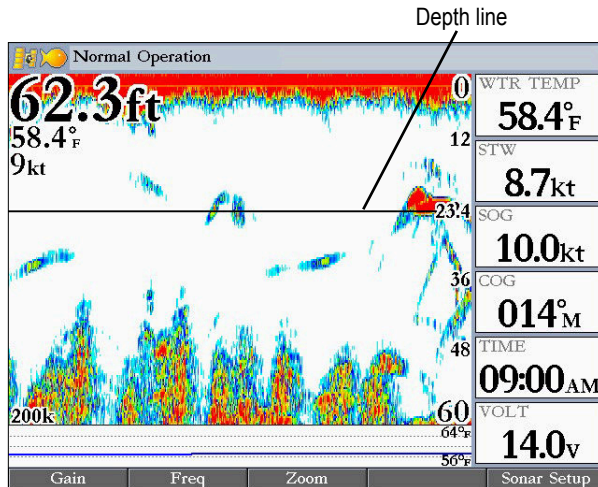 Depth line
Normal Operation
62.3ft
58.4°F
9kt
0
12
23.4
36
48
60
200k
64°F
56°F
WTR TEMP
58.4°F
STW
8.7kt
SOG
10.0kt
COG
014°M
TIME
09:00AM
VOLT
14.0v
Gain
Freq
Zoom
Sonar Setup